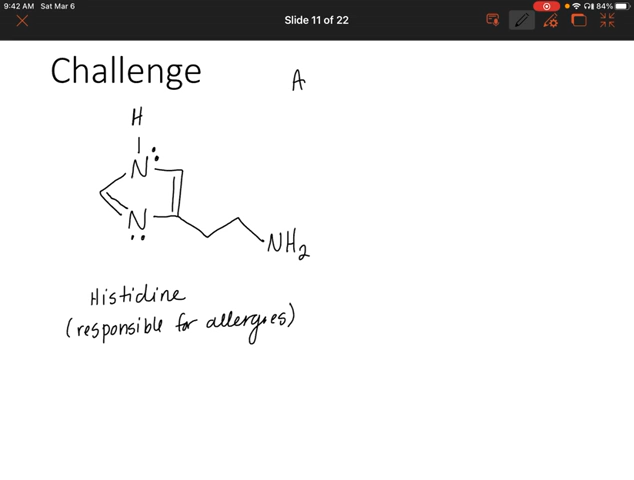 9:42 AM Sat Mar 6
Slide 11 of 22
84%
Challenge
A
H
N
N
NH2
Histidine
(responsible for allergies)